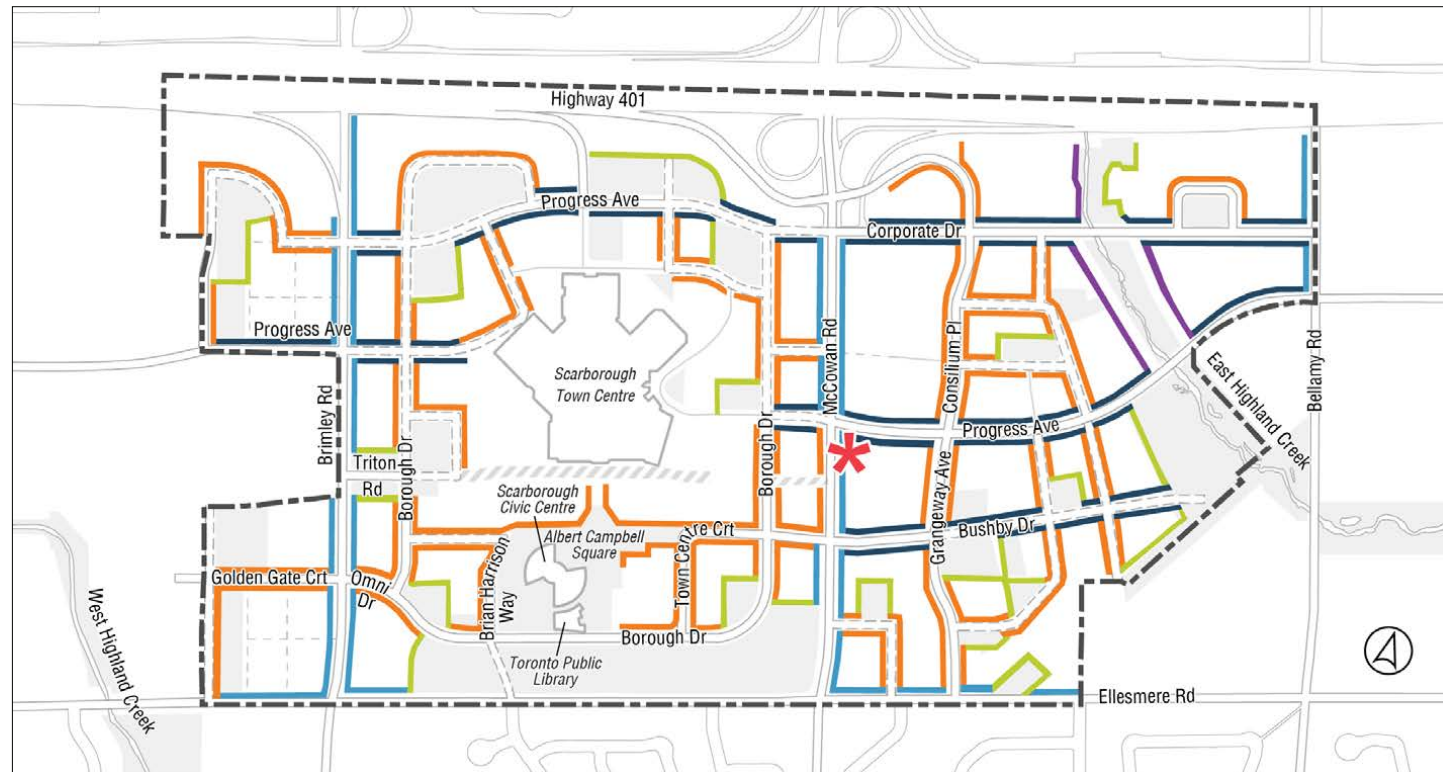 Highway 401
Progress Ave
Corporate Dr
Progress Ave
Scarborough
Town Centre
McCowan Rd
Consilium Pl
East Highland Creek
Bellamy Rd
Brimley Rd
Borough Dr
Borough Dr
Progress Ave
Triton
Rd
Scarborough
Civic Centre
Albert Campbell
Square
Town Centre Crt
Grangeway Ave
Bushby Dr
Golden Gate Crt
Omni
Dr
Brian Harrison
Way
Borough Dr
Toronto Public
Library
West Highland Creek
Ellesmere Rd